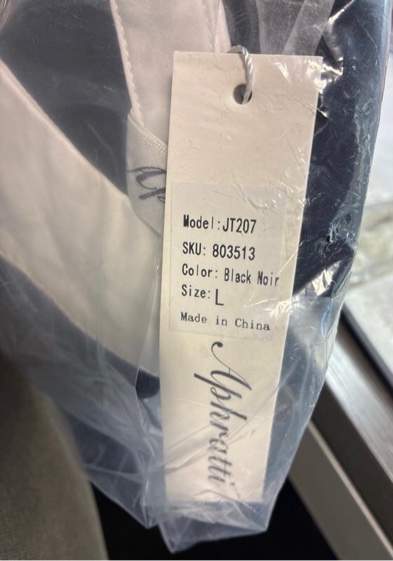 Model:JT207
SKU: 803513
Color: Black Noir
Size: L
Made in China
Aphratti